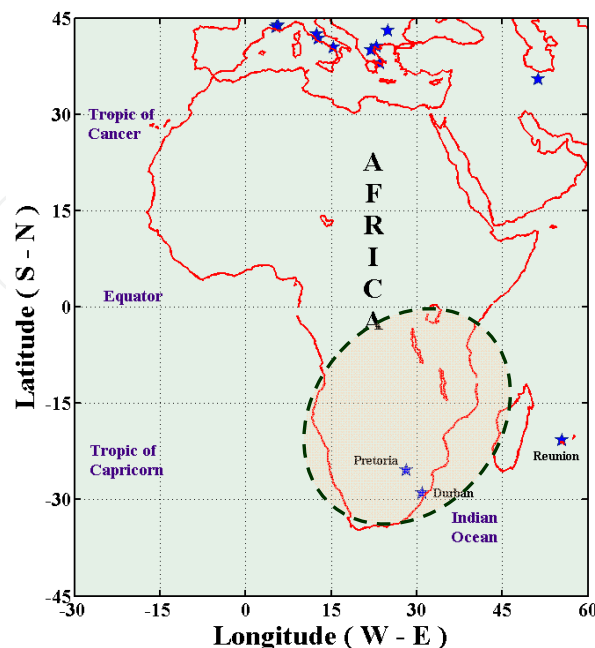 45
30
15
0
-15
-30
-45
-30
-15
0
15
30
45
60
Latitude ( S - N )
Longitude ( W - E )
Tropic of
Cancer
Equator
Tropic of
Capricorn
A
F
R
I
C
A
Pretoria
Durban
Reunion
Indian
Ocean